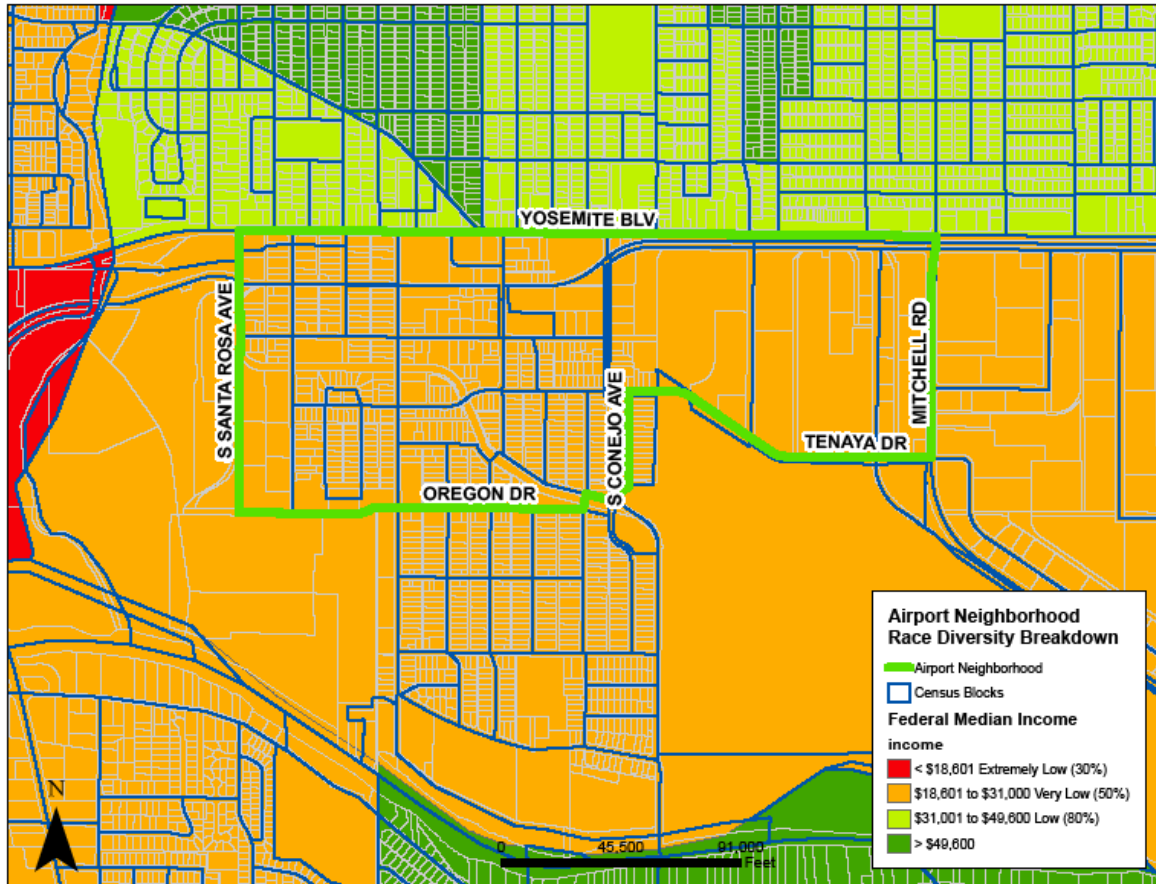 YOSEMITE BLV
S SANTA ROSA AVE
MITCHELL RD
S CONEJO AVE
TENAYA DR
OREGON DR
Airport Neighborhood
Race Diversity Breakdown
Airport Neighborhood
Census Blocks
Federal Median Income
income
< $18,601 Extremely Low (30%)
$18,601 to $31,000 Very Low (50%)
$31,001 to $49,600 Low (80%)
> $49,600
N
0 45,500 91,000
Feet